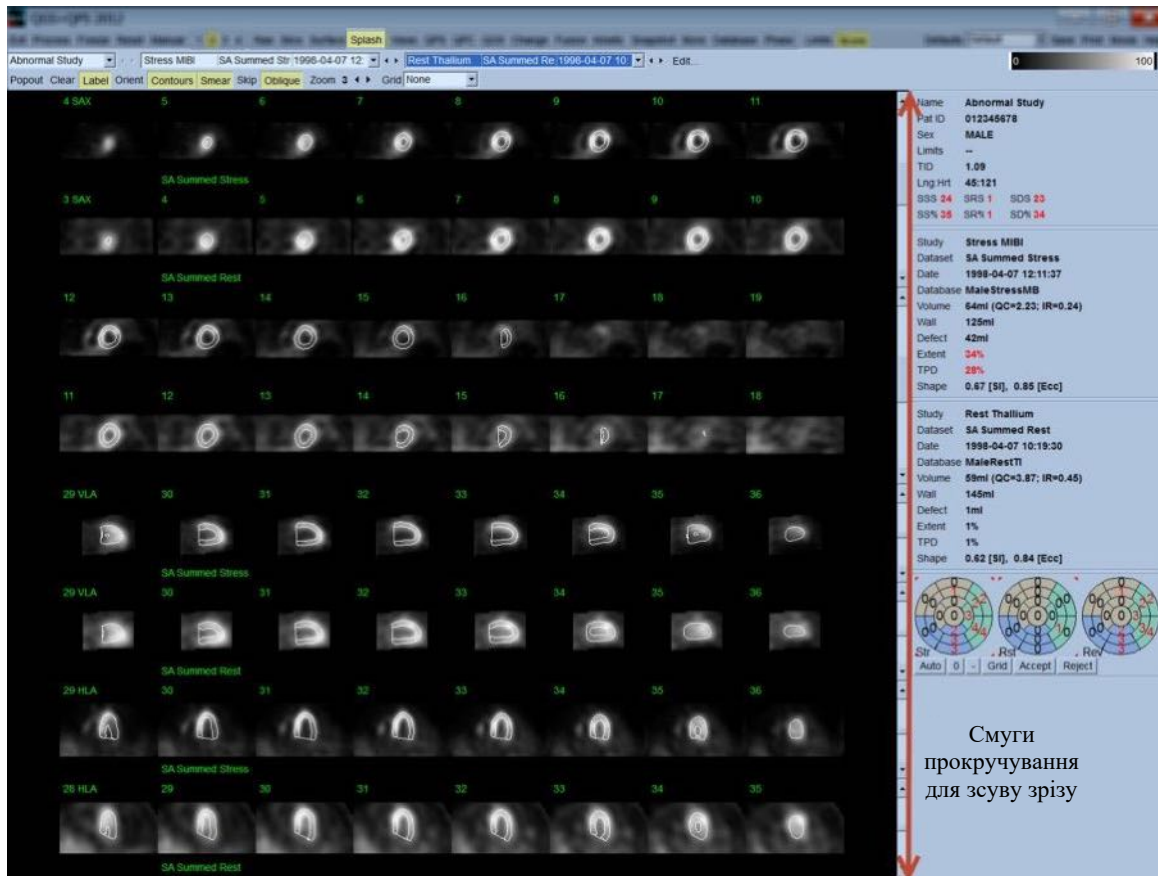 QGS+QPS 2012
Splash
Abnormal Study Stress MIBI SA Summed Str 1996-04-07 12: Rest Thallium SA Summed Re 1996-04-07 10: Edit...
0 100
Popout Clear Label Orient Contours Smear Skip Oblique Zoom 3 Grid None
4 SAX 5 6 7 8 9 10 11
SA Summed Stress
3 SAX 4 5 6 7 8 9 10
SA Summed Rest
12 13 14 15 16 17 18 19
11 12 13 14 15 16 17 18
29 VLA 30 31 32 33 34 35 36
SA Summed Stress
29 VLA 30 31 32 33 34 35 36
SA Summed Rest
29 HLA 30 31 32 33 34 35 36
SA Summed Stress
28 HLA 29 30 31 32 33 34 35
SA Summed Rest
Name Abnormal Study
Pat ID 012345678
Sex MALE
Limits --
TID 1.09
Lng:Hrt 45:121
SSS 24 SRS 1 SDS 23
SS% 35 SR% 1 SD% 34
Study Stress MIBI
Dataset SA Summed Stress
Date 1998-04-07 12:11:37
Database MaleStressMB
Volume 64ml (QC=2.23; IR=0.24)
Wall 125ml
Defect 42ml
Extent 34%
TPD 28%
Shape 0.67 [SI], 0.85 [Ecc]
Study Rest Thallium
Dataset SA Summed Rest
Date 1998-04-07 10:19:30
Database MaleRestTl
Volume 59ml (QC=3.87; IR=0.45)
Wall 145ml
Defect 1ml
Extent 1%
TPD 1%
Shape 0.62 [SI], 0.84 [Ecc]
Str Rst Rev
Auto 0 - Grid Accept Reject
Смуги
прокручування
для зсуву зрізу